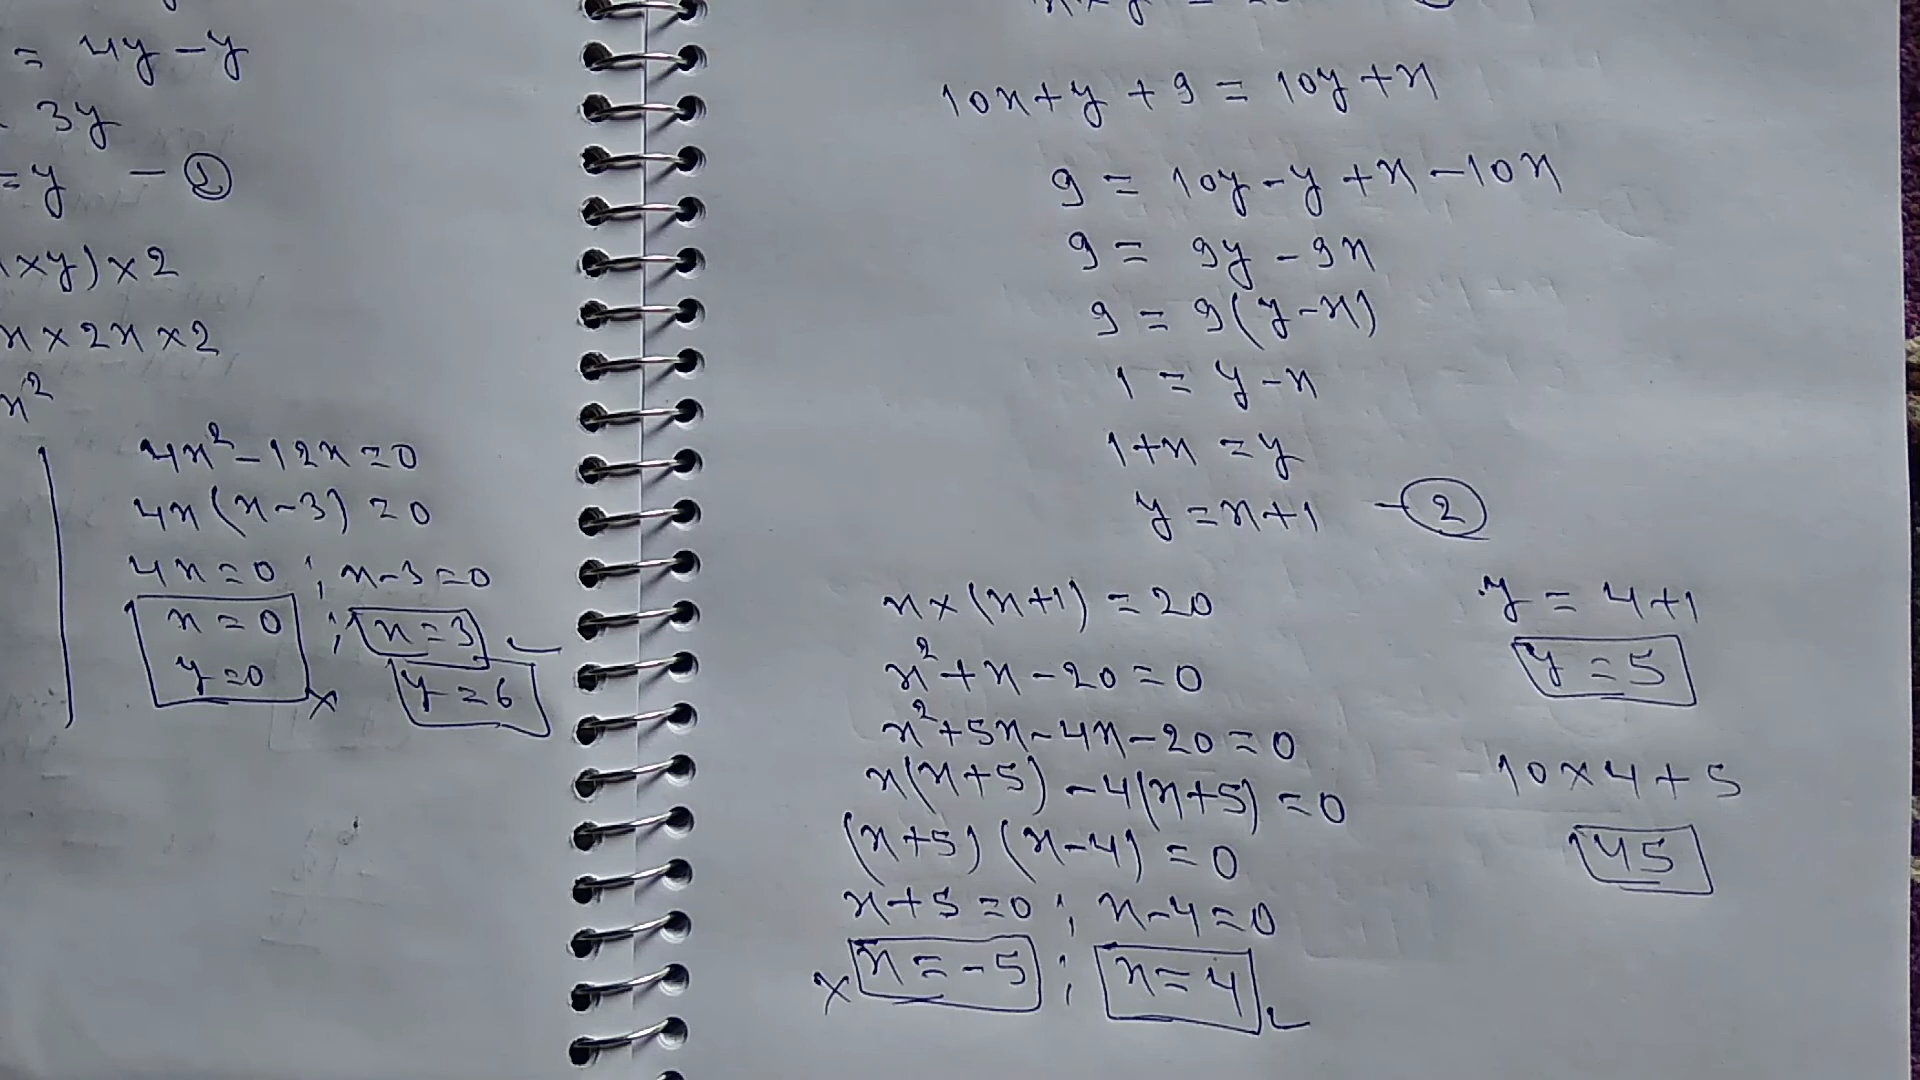 = 4y - y
3y
= y - ②
xy) × 2
x × 2x × 2
x²
4x² - 12x = 0
4x (x - 3) = 0
4x = 0 ; x - 3 = 0
x = 0 ; x = 3 ✓
y = 0 × y = 6
10x + y + 9 = 10y + x
9 = 10y - y + x - 10x
9 = 9y - 9x
9 = 9(y - x)
1 = y - x
1 + x = y
y = x + 1 - ②
x × (x + 1) = 20
x² + x - 20 = 0
x² + 5x - 4x - 20 = 0
x(x + 5) - 4(x + 5) = 0
(x + 5) (x - 4) = 0
x + 5 = 0 ; x - 4 = 0
× x = -5 ; x = 4 ✓
y = 4 + 1
y = 5
10 × 4 + 5
45